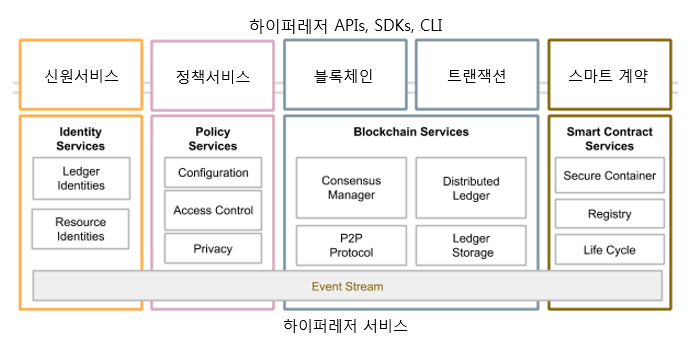 하이퍼레저 APIs, SDKs, CLI
신원서비스
정책서비스
블록체인
트랜잭션
스마트 계약
Identity
Services
Ledger
Identities
Resource
Identities
Policy
Services
Configuration
Access Control
Privacy
Blockchain Services
Consensus
Manager
Distributed
Ledger
P2P
Protocol
Ledger
Storage
Smart Contract
Services
Secure Container
Registry
Life Cycle
Event Stream
하이퍼레저 서비스